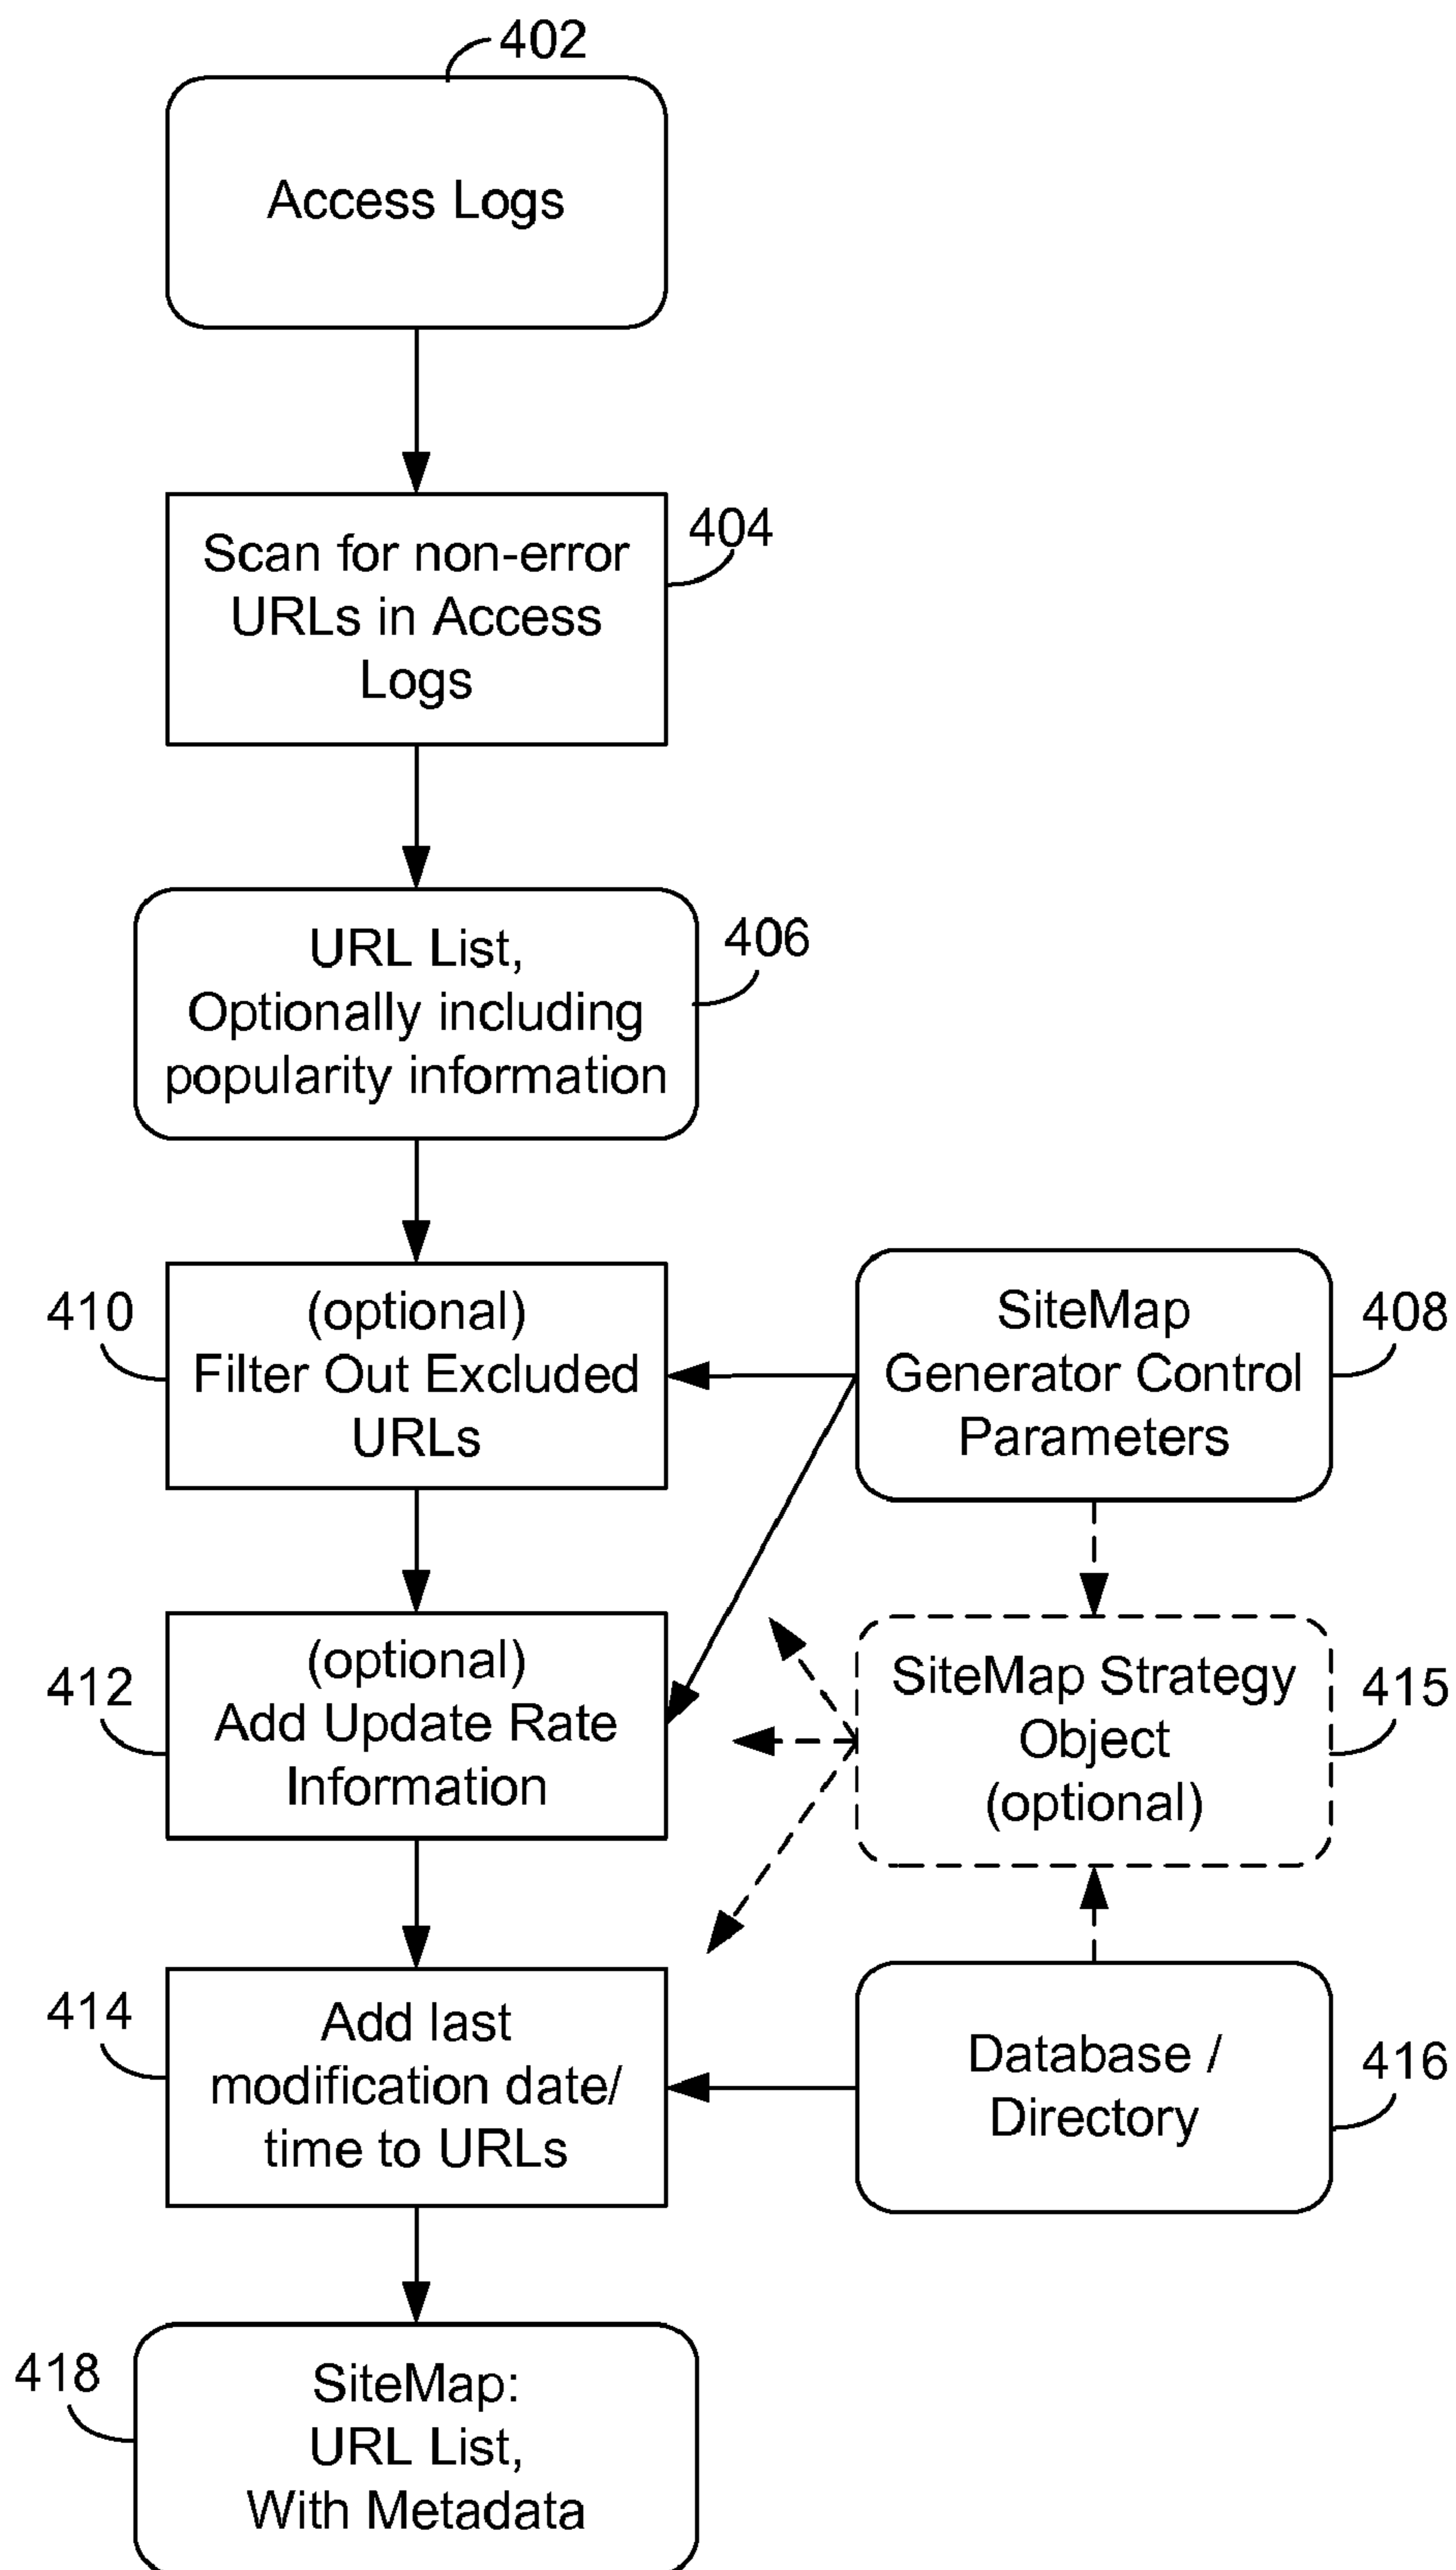 402
Access Logs
404
Scan for non-error
URLs in Access
Logs
406
URL List,
Optionally including
popularity information
410
(optional)
Filter Out Excluded
URLs
SiteMap
Generator Control
Parameters
408
412
(optional)
Add Update Rate
Information
SiteMap Strategy
Object
(optional)
415
414
Add last
modification date/
time to URLs
Database /
Directory
416
418
SiteMap:
URL List,
With Metadata